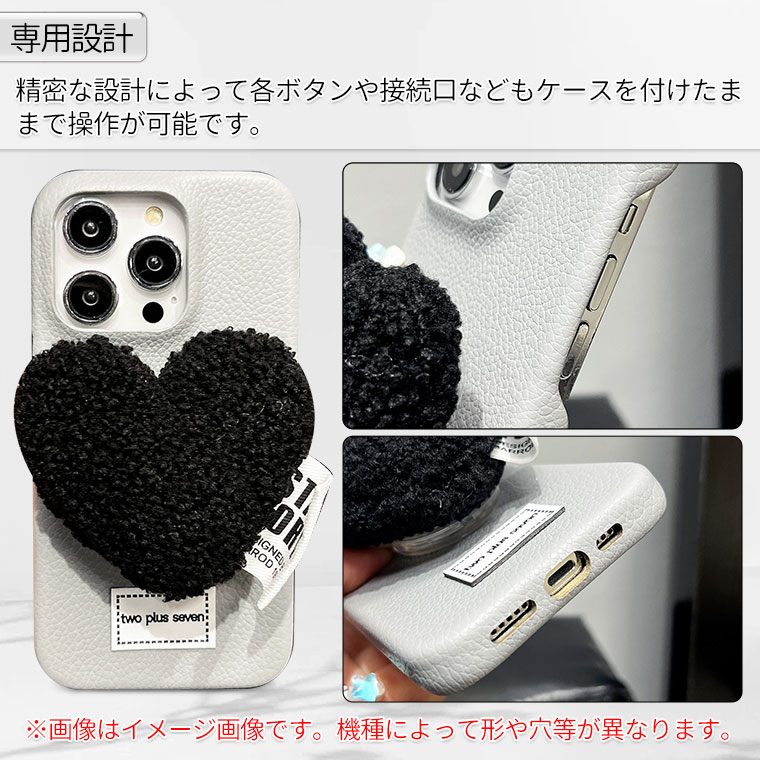 専用設計
精密な設計によって各ボタンや接続口などもケースを付けたま
まで操作が可能です。
two plus seven
two plus seven
※画像はイメージ画像です。機種によって形や穴等が異なります。